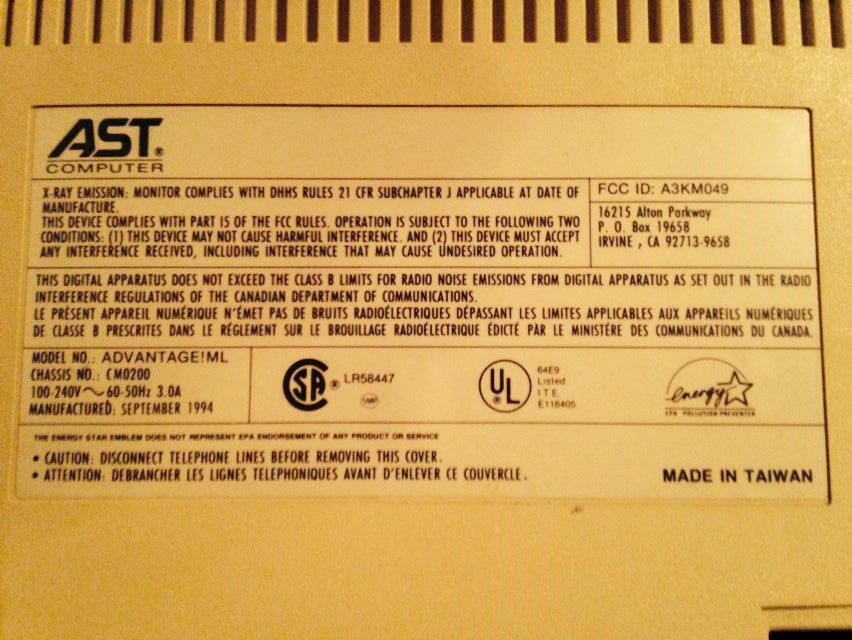 AST®
COMPUTER
X-RAY EMISSION: MONITOR COMPLIES WITH DHHS RULES 21 CFR SUBCHAPTER J APPLICABLE AT DATE OF
MANUFACTURE.
THIS DEVICE COMPLIES WITH PART 15 OF THE FCC RULES. OPERATION IS SUBJECT TO THE FOLLOWING TWO
CONDITIONS: (1) THIS DEVICE MAY NOT CAUSE HARMFUL INTERFERENCE. AND (2) THIS DEVICE MUST ACCEPT
ANY INTERFERENCE RECEIVED, INCLUDING INTERFERENCE THAT MAY CAUSE UNDESIRED OPERATION.
FCC ID: A3KM049
16215 Alton Parkway
P. O. Box 19658
IRVINE , CA 92713-9658
THIS DIGITAL APPARATUS DOES NOT EXCEED THE CLASS B LIMITS FOR RADIO NOISE EMISSIONS FROM DIGITAL APPARATUS AS SET OUT IN THE RADIO
INTERFERENCE REGULATIONS OF THE CANADIAN DEPARTMENT OF COMMUNICATIONS.
LE PRÉSENT APPAREIL NUMÉRIQUE N'ÉMET PAS DE BRUITS RADIOÉLECTRIQUES DÉPASSANT LES LIMITES APPLICABLES AUX APPAREILS NUMÉRIQUES
DE CLASSE B PRESCRITES DANS LE RÉGLEMENT SUR LE BROUILLAGE RADIOÉLECTRIQUE ÉDICTÉ PAR LE MINISTÉRE DES COMMUNICATIONS DU CANADA.
MODEL NO.: ADVANTAGE!ML
CHASSIS NO.: CM0200
100-240V～60-50Hz 3.0A
MANUFACTURED: SEPTEMBER 1994
SA® LR58447
UL®
64E9
Listed
I.T.E.
E118405
energy
EPA POLLUTION PREVENTER
THE ENERGY STAR EMBLEM DOES NOT REPRESENT EPA ENDORSEMENT OF ANY PRODUCT OR SERVICE
• CAUTION: DISCONNECT TELEPHONE LINES BEFORE REMOVING THIS COVER.
• ATTENTION: DEBRANCHER LES LIGNES TELEPHONIQUES AVANT D'ENLEVER CE COUVERCLE.
MADE IN TAIWAN